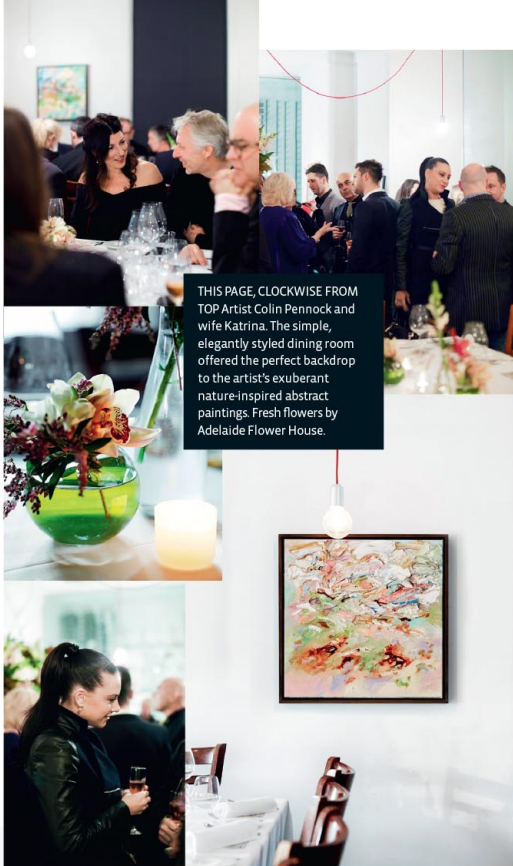 THIS PAGE, CLOCKWISE FROM
TOP Artist Colin Pennock and
wife Katrina. The simple,
elegantly styled dining room
offered the perfect backdrop
to the artist's exuberant
nature-inspired abstract
paintings. Fresh flowers by
Adelaide Flower House.